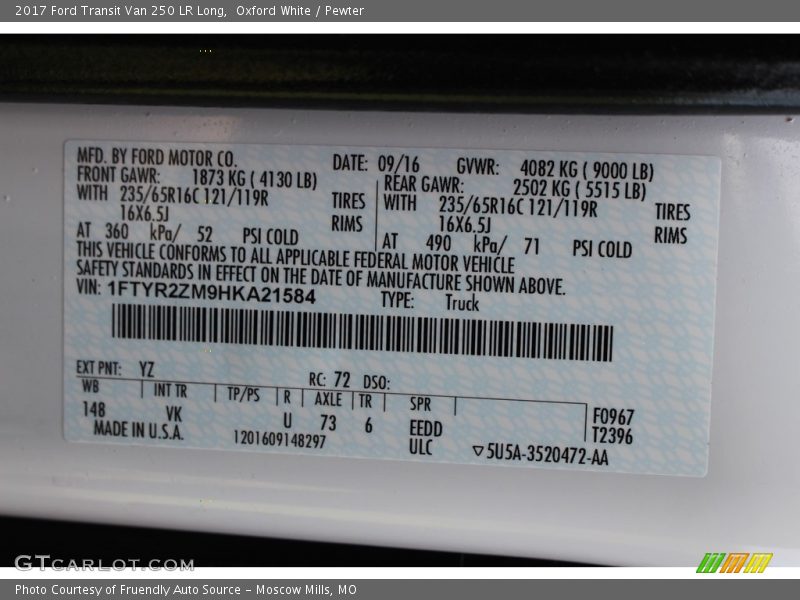 2017 Ford Transit Van 250 LR Long,  Oxford White / Pewter
MFD. BY FORD MOTOR CO. DATE: 09/16 GVWR: 4082 KG ( 9000 LB)
FRONT GAWR: 1873 KG ( 4130 LB) REAR GAWR: 2502 KG ( 5515 LB)
WITH 235/65R16C 121/119R TIRES WITH 235/65R16C 121/119R TIRES
16X6.5J RIMS 16X6.5J RIMS
AT 360 kPa/ 52 PSI COLD AT 490 kPa/ 71 PSI COLD
THIS VEHICLE CONFORMS TO ALL APPLICABLE FEDERAL MOTOR VEHICLE
SAFETY STANDARDS IN EFFECT ON THE DATE OF MANUFACTURE SHOWN ABOVE.
VIN: 1FTYR2ZM9HKA21584 TYPE: Truck
EXT PNT: YZ RC: 72 DSO:
WB INT TR TP/PS R AXLE TR SPR
148 VK U 73 6 EEDD F0967
MADE IN U.S.A. 1201609148297 ULC ▽5U5A-3520472-AA T2396
GTCARLOT.COM
Photo Courtesy of Fruendly Auto Source - Moscow Mills, MO